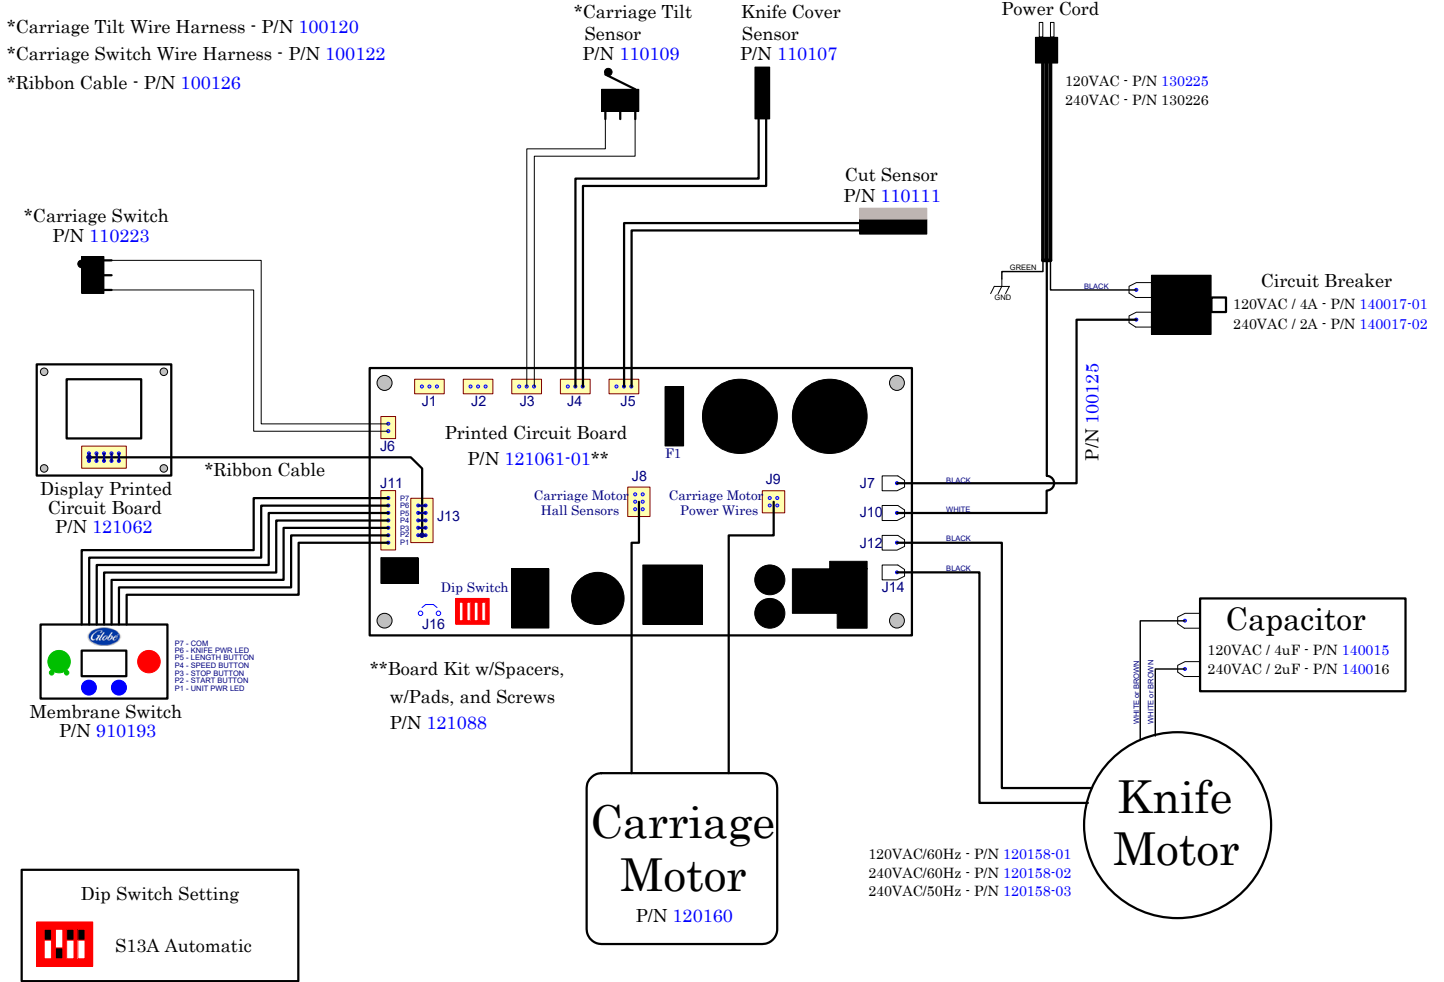 *Carriage Tilt Wire Harness - P/N 100120
*Carriage Switch Wire Harness - P/N 100122
*Ribbon Cable - P/N 100126
*Carriage Tilt
Sensor
P/N 110109
Knife Cover
Sensor
P/N 110107
Power Cord
120VAC - P/N 130225
240VAC - P/N 130226
Cut Sensor
P/N 110111
*Carriage Switch
P/N 110223
GREEN
GND
BLACK
Circuit Breaker
120VAC / 4A - P/N 140017-01
240VAC / 2A - P/N 140017-02
P/N 100125
J1
J2
J3
J4
J5
J6
F1
Printed Circuit Board
P/N 121061-01**
*Ribbon Cable
Display Printed
Circuit Board
P/N 121062
J11
P7
P6
P5
P4
P3
P2
P1
J13
J8
Carriage Motor
Hall Sensors
J9
Carriage Motor
Power Wires
J7
BLACK
J10
WHITE
J12
BLACK
J14
BLACK
Dip Switch
J16
Globe
P7 - COM
P6 - KNIFE PWR LED
P5 - LENGTH BUTTON
P4 - SPEED BUTTON
P3 - STOP BUTTON
P2 - START BUTTON
P1 - UNIT PWR LED
Membrane Switch
P/N 910193
**Board Kit w/Spacers,
w/Pads, and Screws
P/N 121088
Capacitor
120VAC / 4uF - P/N 140015
240VAC / 2uF - P/N 140016
WHITE or BROWN
WHITE or BROWN
Knife
Motor
120VAC/60Hz - P/N 120158-01
240VAC/60Hz - P/N 120158-02
240VAC/50Hz - P/N 120158-03
Carriage
Motor
P/N 120160
Dip Switch Setting
S13A Automatic